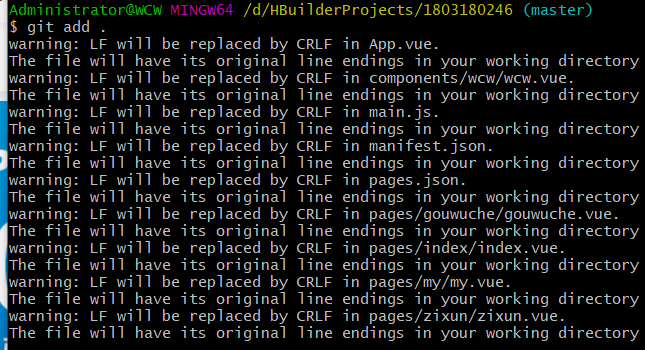 Administrator@WCW MINGW64 /d/HBuilderProjects/1803180246 (master)
$ git add .
warning: LF will be replaced by CRLF in App.vue.
The file will have its original line endings in your working directory
warning: LF will be replaced by CRLF in components/wcw/wcw.vue.
The file will have its original line endings in your working directory
warning: LF will be replaced by CRLF in main.js.
The file will have its original line endings in your working directory
warning: LF will be replaced by CRLF in manifest.json.
The file will have its original line endings in your working directory
warning: LF will be replaced by CRLF in pages.json.
The file will have its original line endings in your working directory
warning: LF will be replaced by CRLF in pages/gouwuche/gouwuche.vue.
The file will have its original line endings in your working directory
warning: LF will be replaced by CRLF in pages/index/index.vue.
The file will have its original line endings in your working directory
warning: LF will be replaced by CRLF in pages/my/my.vue.
The file will have its original line endings in your working directory
warning: LF will be replaced by CRLF in pages/zixun/zixun.vue.
The file will have its original line endings in your working directory